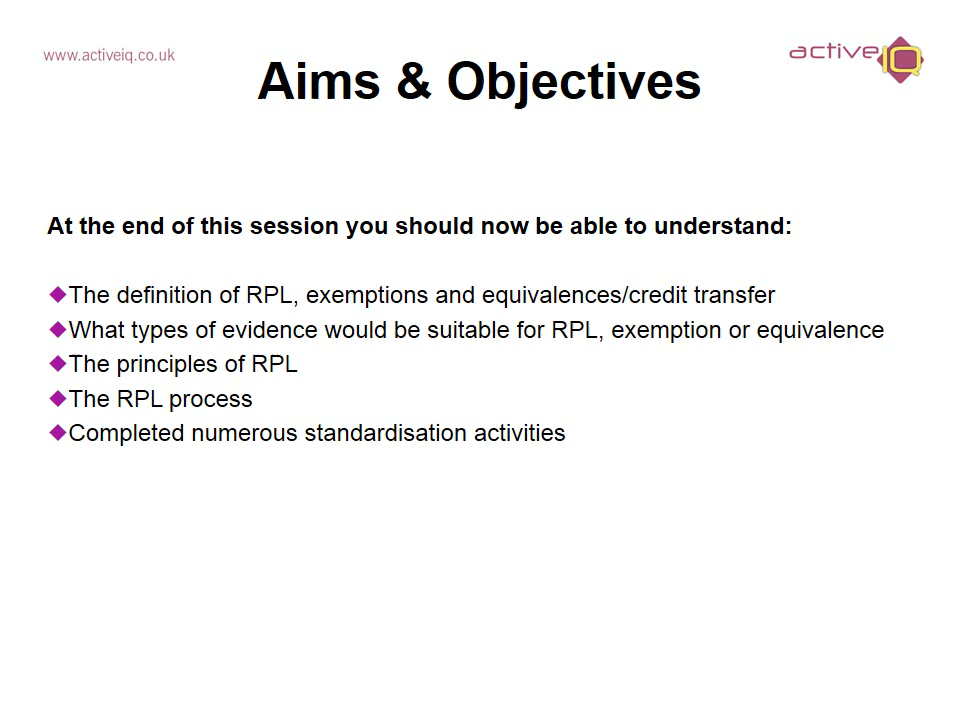 www.activeiq.co.uk
active IQ
Aims & Objectives
At the end of this session you should now be able to understand:
◆The definition of RPL, exemptions and equivalences/credit transfer
◆What types of evidence would be suitable for RPL, exemption or equivalence
◆The principles of RPL
◆The RPL process
◆Completed numerous standardisation activities